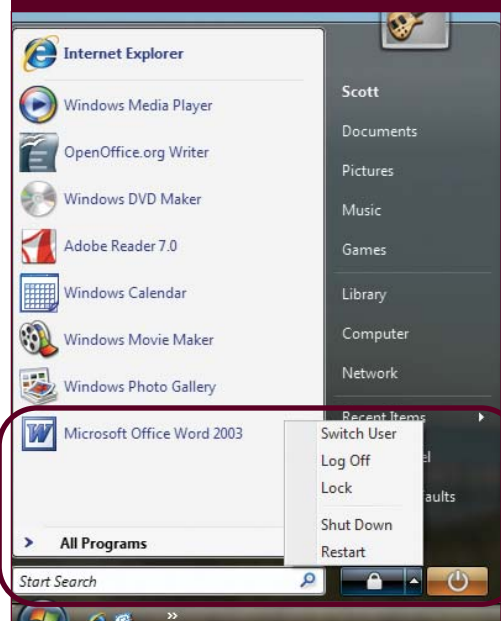 Internet Explorer
Windows Media Player
OpenOffice.org Writer
Windows DVD Maker
Adobe Reader 7.0
Windows Calendar
Windows Movie Maker
Windows Photo Gallery
Microsoft Office Word 2003
All Programs
Start Search
Scott
Documents
Pictures
Music
Games
Library
Computer
Network
Recent Items
Switch User
Log Off
Lock
Shut Down
Restart